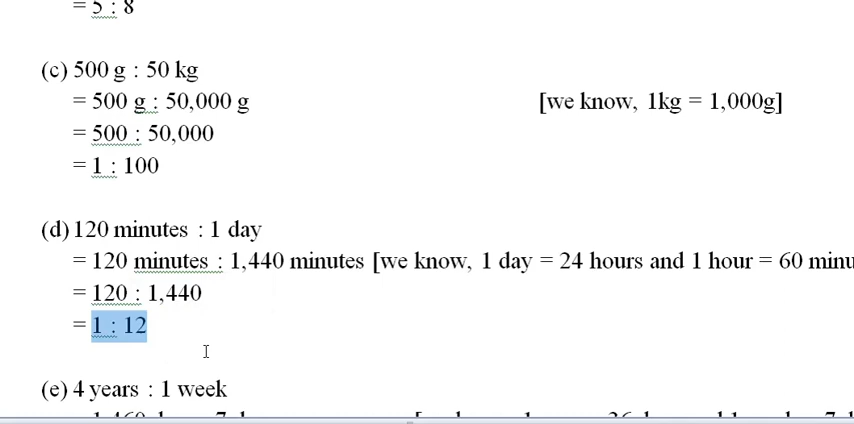 = 5 : 8
(c) 500 g : 50 kg
= 500 g : 50,000 g [we know, 1kg = 1,000g]
= 500 : 50,000
= 1 : 100
(d) 120 minutes : 1 day
= 120 minutes : 1,440 minutes [we know, 1 day = 24 hours and 1 hour = 60 minu
= 120 : 1,440
= 1 : 12
(e) 4 years : 1 week